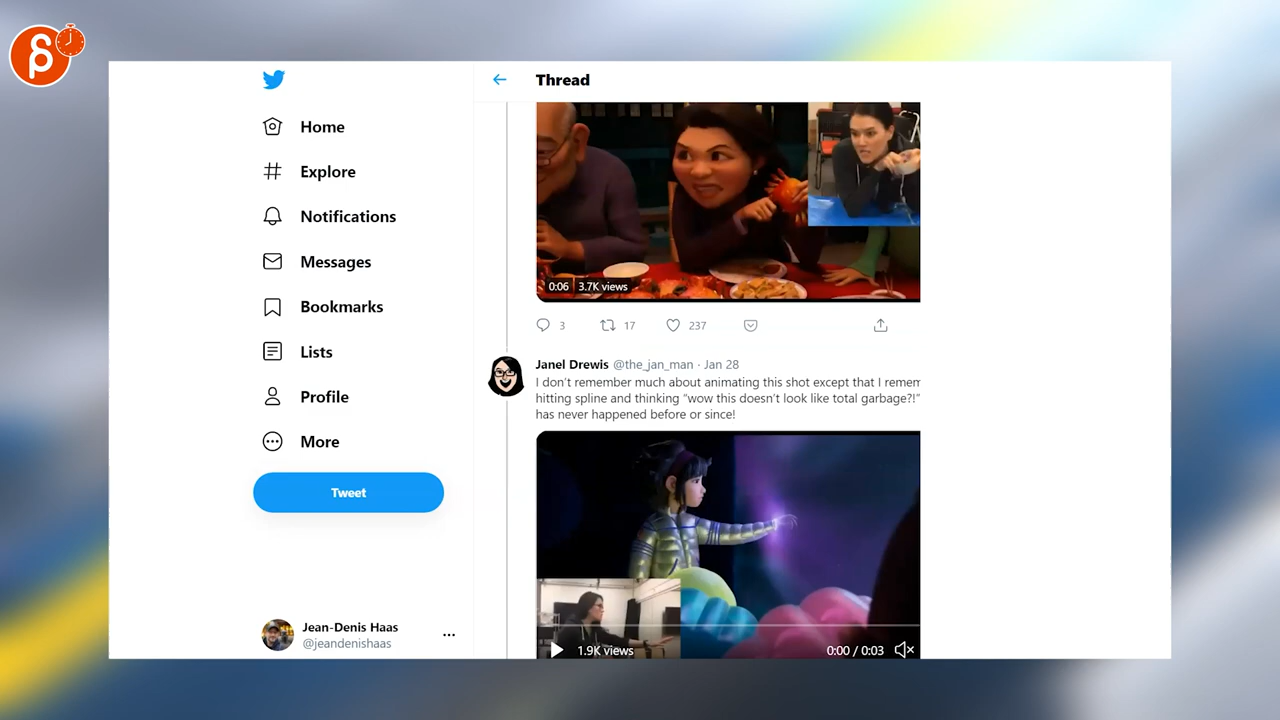 Thread
Home
Explore
Notifications
Messages
Bookmarks
Lists
Profile
More
Tweet
Jean-Denis Haas
@jeandenishaas
0:06 3.7K views
3 17 237
Janel Drewis @the_jan_man · Jan 28
I don't remember much about animating this shot except that I remem
hitting spline and thinking “wow this doesn't look like total garbage?!”
has never happened before or since!
1.9K views 0:00 / 0:03